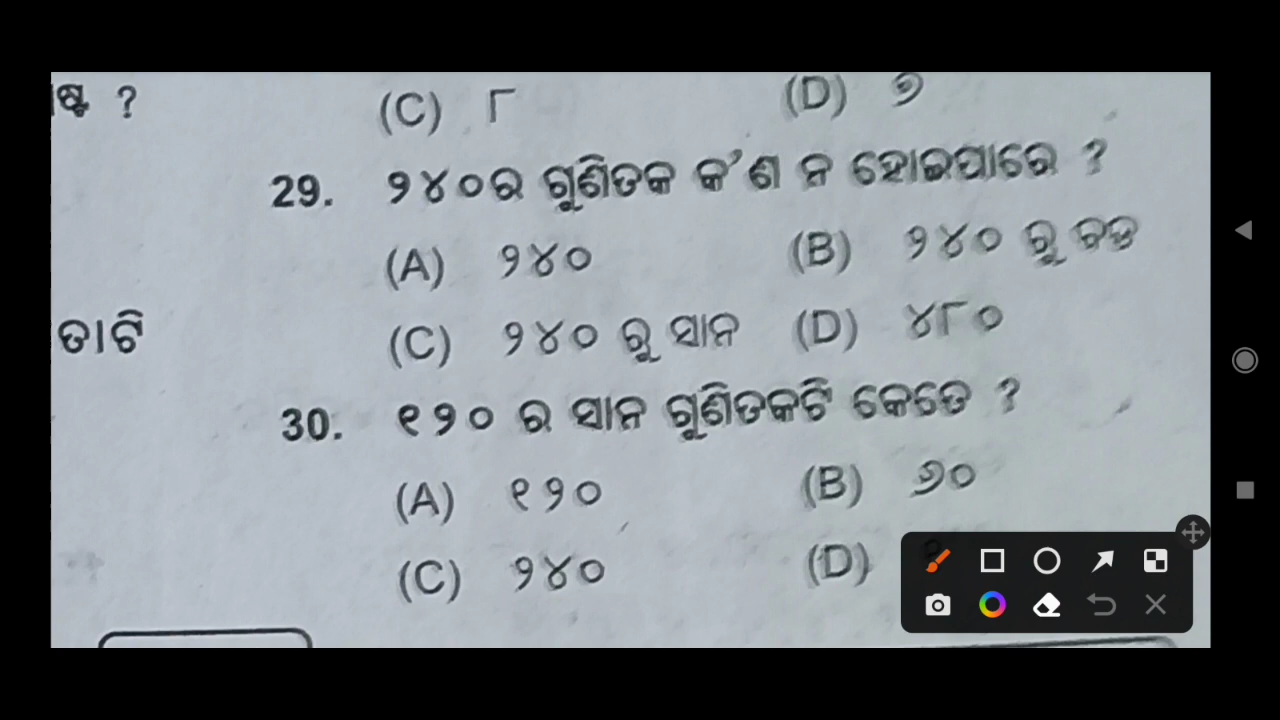 ଷ୍ଟ ?
(C) ୮ (D) ୭
29. ୨୪୦ର ଗୁଣିତକ କ'ଣ ନ ହୋଇପାରେ ?
(A) ୨୪୦ (B) ୨୪୦ ରୁ ବଡ
(C) ୨୪୦ ରୁ ସାନ (D) ୪୮୦
ତାଟି
30. ୧୨୦ ର ସାନ ଗୁଣିତକଟି କେତେ ?
(A) ୧୨୦ (B) ୬୦
(C) ୨୪୦ (D)